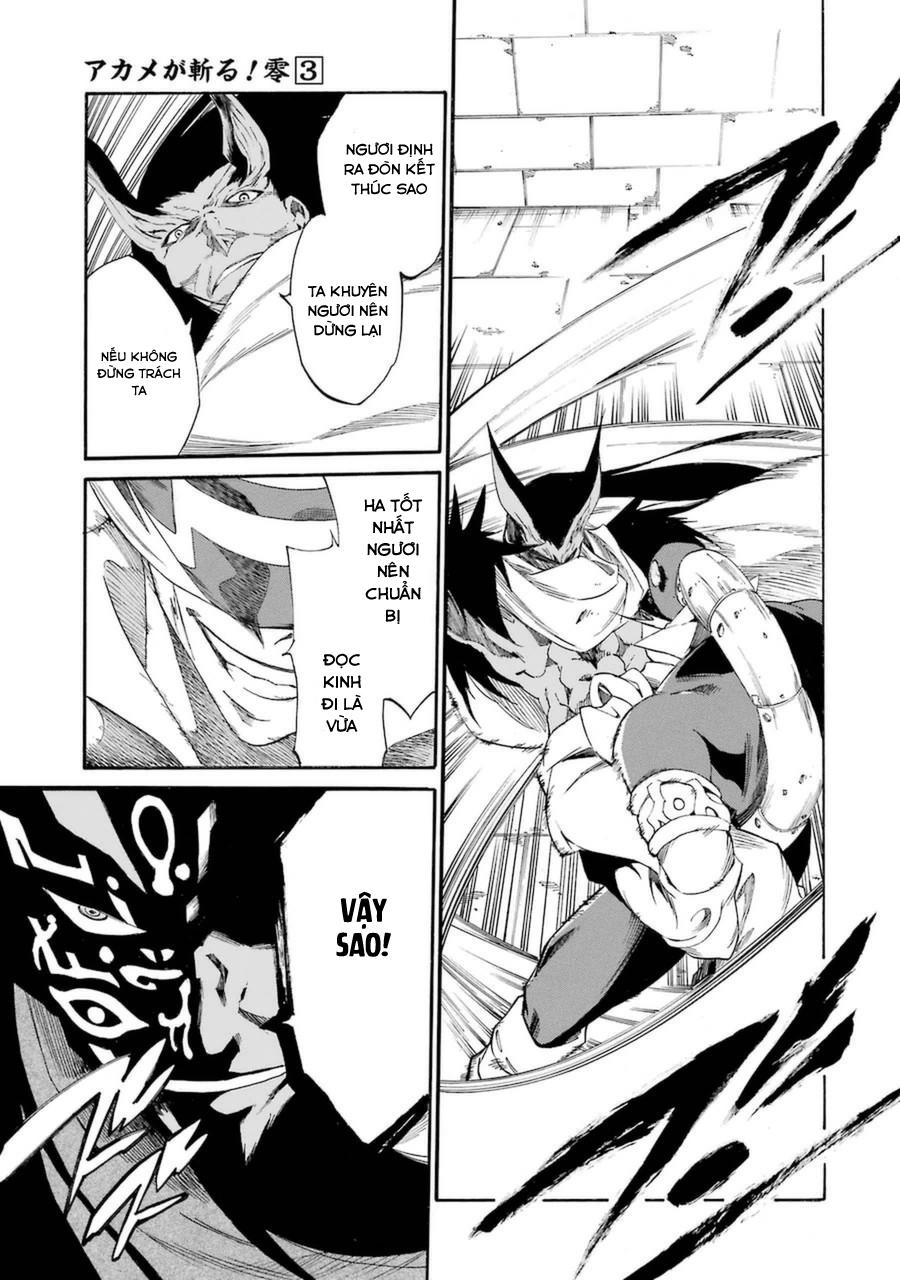 アカメが斬る！零 3
NGƯƠI ĐỊNH
RA ĐÒN KẾT
THÚC SAO
TA KHUYÊN
NGƯƠI NÊN
DỪNG LẠI
NẾU KHÔNG
ĐỪNG TRÁCH
TA
HA TỐT
NHẤT
NGƯƠI
NÊN
CHUẨN
BỊ
ĐỌC
KINH
ĐI LÀ
VỪA
VẬY
SAO!